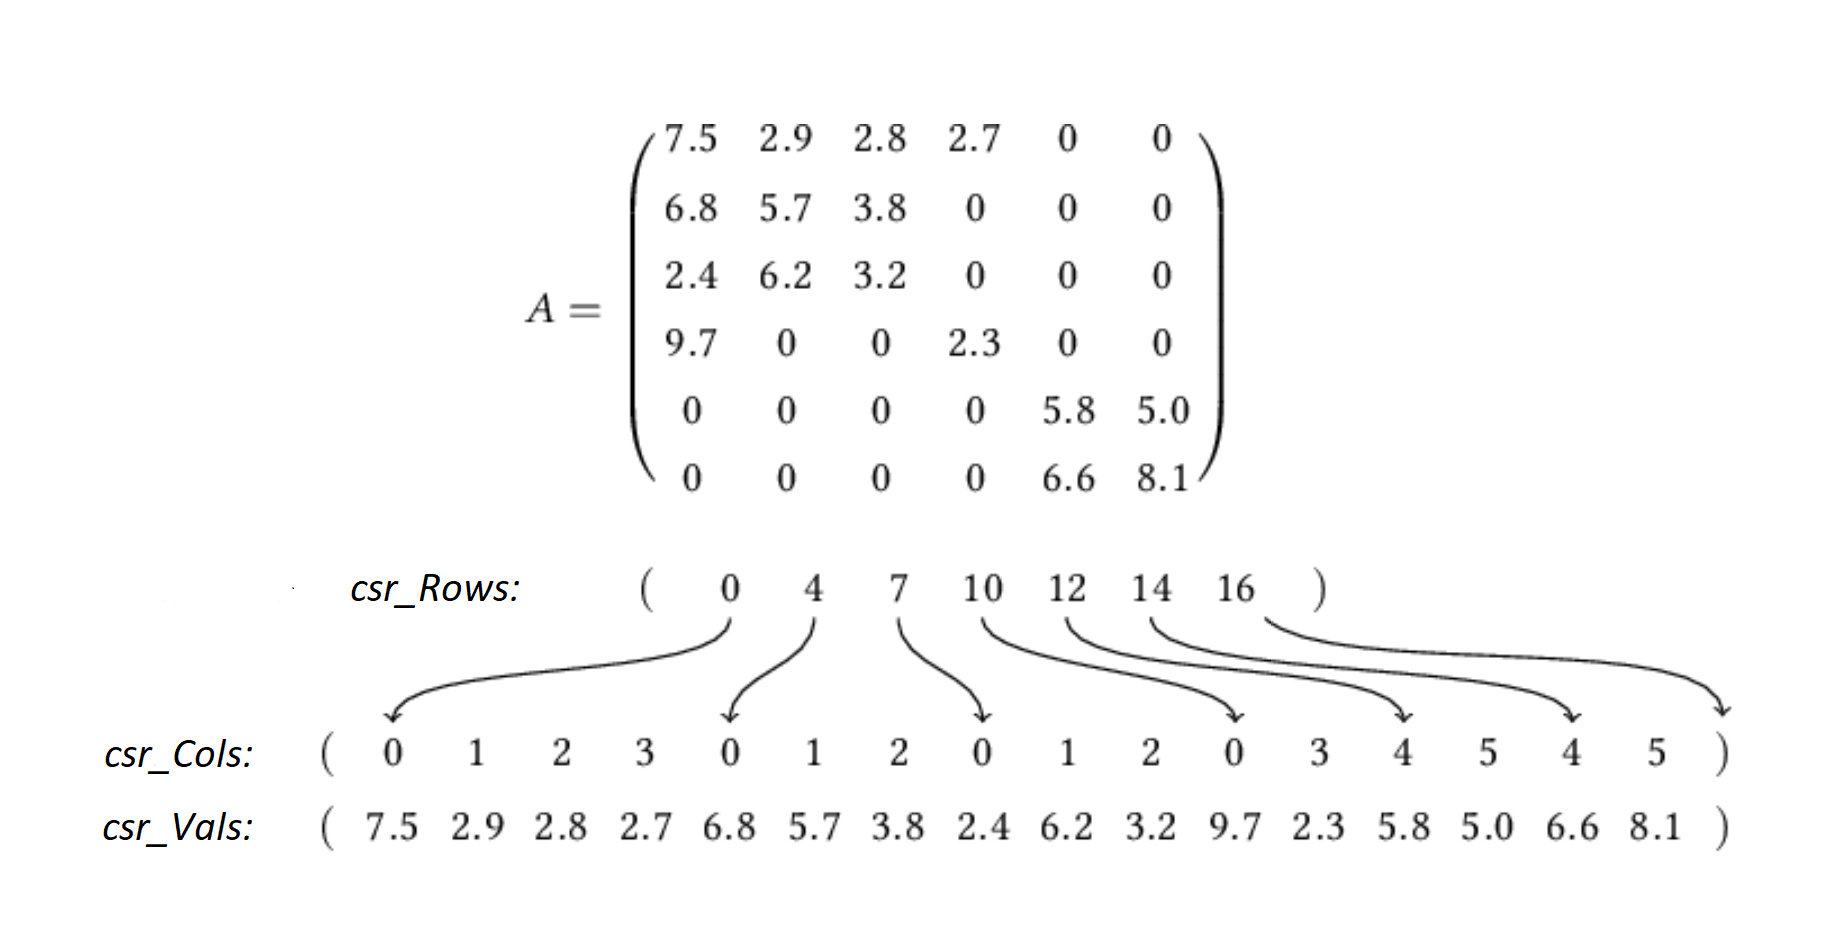 7.5 2.9 2.8 2.7 0 0
6.8 5.7 3.8 0 0 0
2.4 6.2 3.2 0 0 0
A =
9.7 0 0 2.3 0 0
0 0 0 0 5.8 5.0
0 0 0 0 6.6 8.1
csr_Rows: ( 0 4 7 10 12 14 16 )
csr_Cols: ( 0 1 2 3 0 1 2 0 1 2 0 3 4 5 4 5 )
csr_Vals: ( 7.5 2.9 2.8 2.7 6.8 5.7 3.8 2.4 6.2 3.2 9.7 2.3 5.8 5.0 6.6 8.1 )